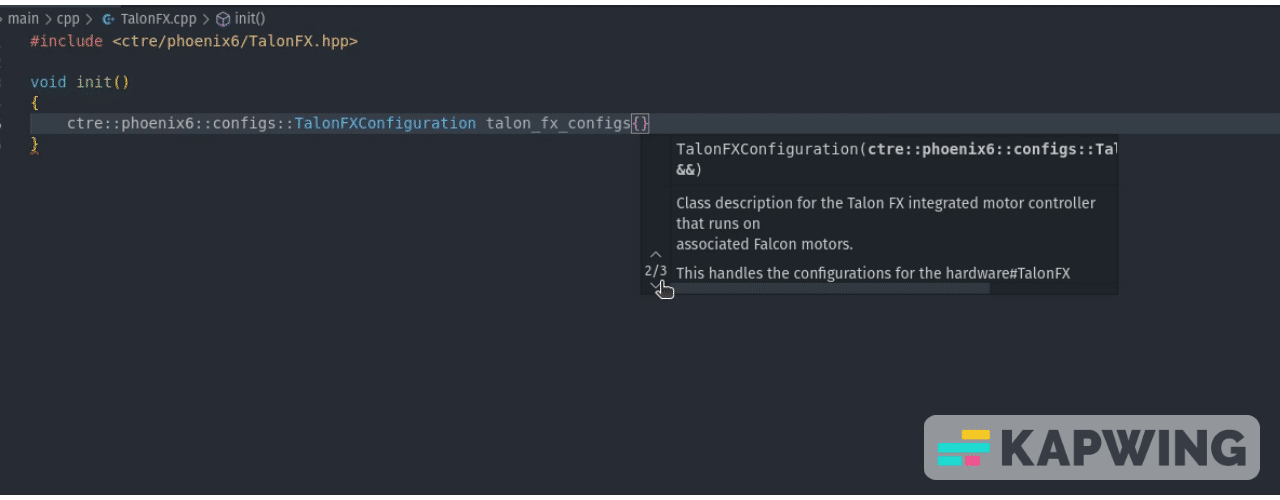 main > cpp > TalonFX.cpp > init()
#include <ctre/phoenix6/TalonFX.hpp>
void init()
{
ctre::phoenix6::configs::TalonFXConfiguration talon_fx_configs{}
}
TalonFXConfiguration(ctre::phoenix6::configs::Tal
&&)
Class description for the Talon FX integrated motor controller
that runs on
associated Falcon motors.
2/3 This handles the configurations for the hardware#TalonFX
KAPWING